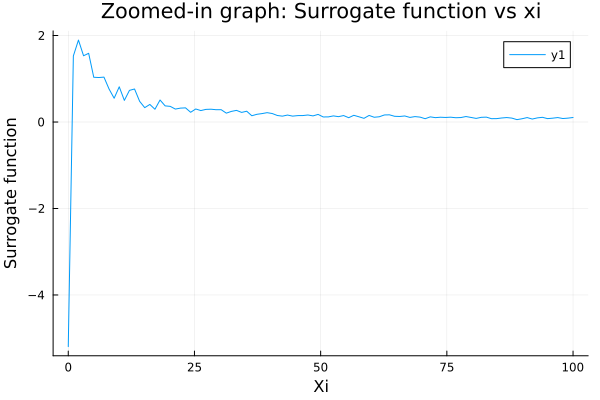 Zoomed-in graph: Surrogate function vs xi
y1
Surrogate function
2
0
−2
−4
0 25 50 75 100
Xi